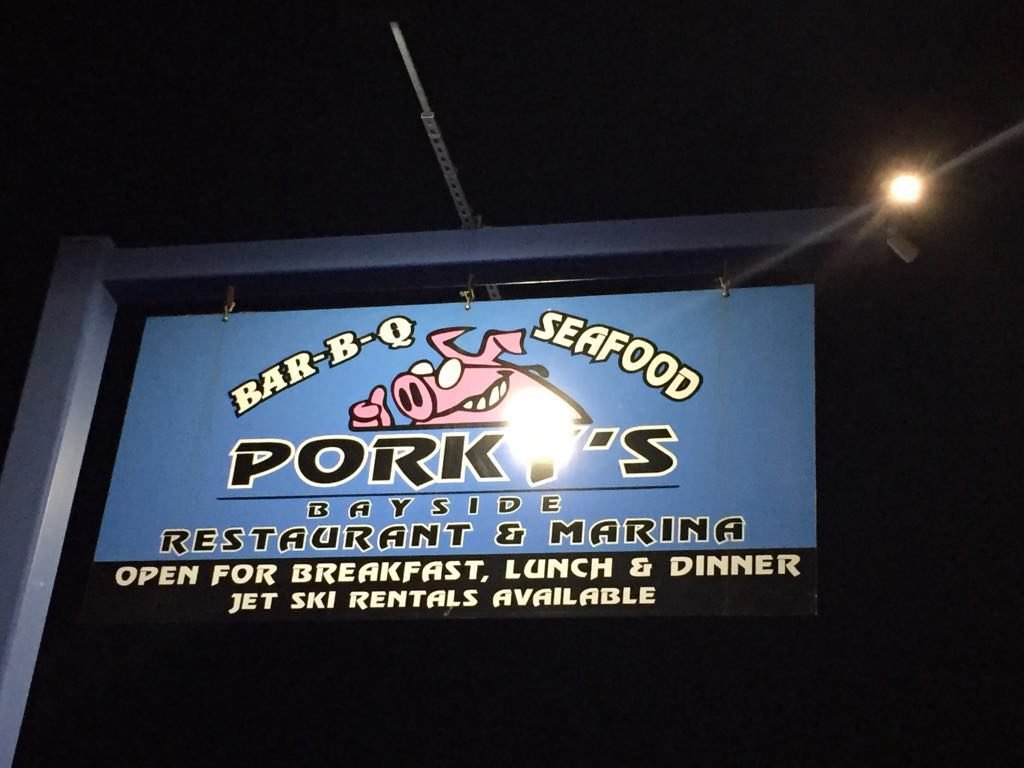 BAR-B-Q SEAFOOD
PORKY'S
BAYSIDE
RESTAURANT & MARINA
OPEN FOR BREAKFAST, LUNCH & DINNER
JET SKI RENTALS AVAILABLE